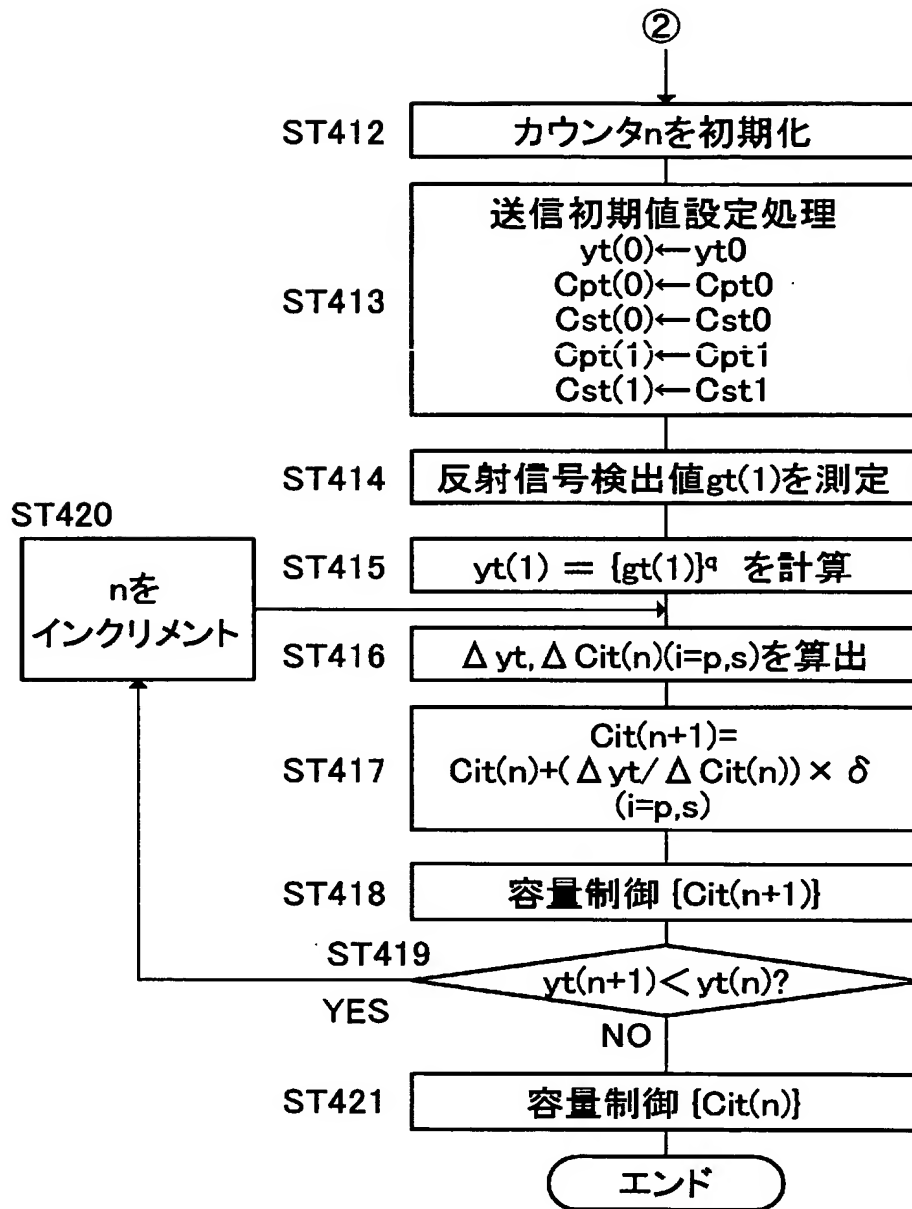 ②
ST412
カウンタnを初期化
ST413
送信初期値設定処理
yt(0)←yt0
Cpt(0)←Cpt0
Cst(0)←Cst0
Cpt(1)←Cpt1
Cst(1)←Cst1
ST414
反射信号検出値gt(1)を測定
ST415
yt(1) = {gt(1)}^q を計算
ST420
nを
インクリメント
ST416
Δyt,ΔCit(n)(i=p,s)を算出
ST417
Cit(n+1)=
Cit(n)+(Δyt/ΔCit(n))×δ
(i=p,s)
ST418
容量制御 {Cit(n+1)}
ST419
yt(n+1)<yt(n)?
YES
NO
ST421
容量制御 {Cit(n)}
エンド